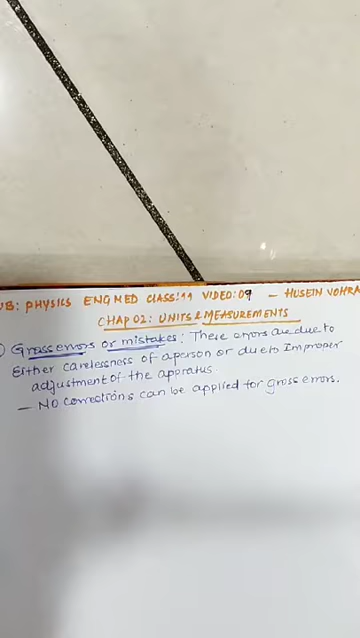 UB: PHYSICS ENG MED CLASS:11 VIDEO:09 - HUSEIN VOHRA
CHAP 02: UNITS & MEASUREMENTS
Gross errors or mistakes: These errors are due to
Either carelessness of a person or due to Improper
adjustment of the appratus.
- NO corrections can be applied for gross errors.